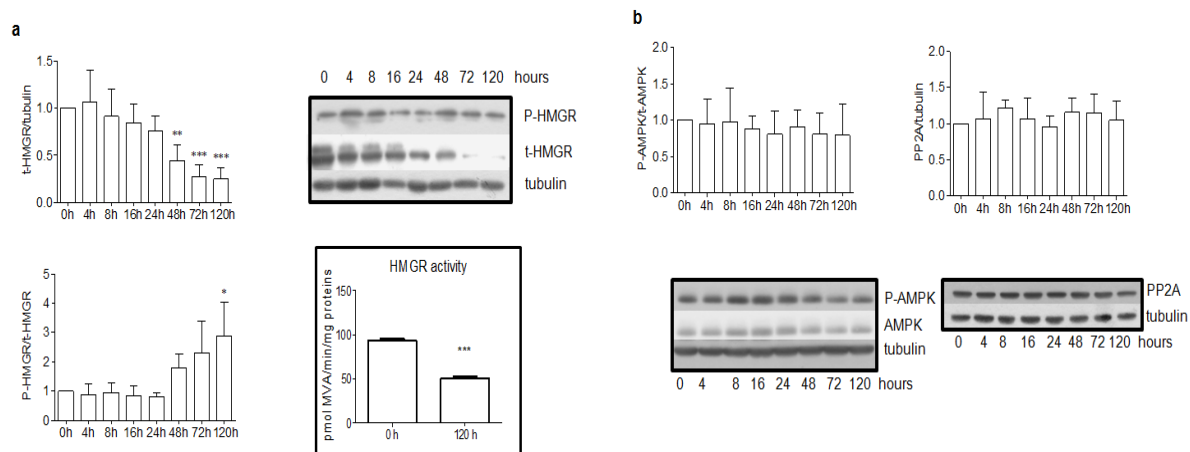 a
t-HMGR/tubulin
1.5
1.0
0.5
0.0
0h 4h 8h 16h 24h 48h 72h 120h
** *** ***
0 4 8 16 24 48 72 120 hours
P-HMGR
t-HMGR
tubulin
P-HMGR/t-HMGR
5
4
3
2
1
0
0h 4h 8h 16h 24h 48h 72h 120h
*
HMGR activity
pmol MVA/min/mg proteins
150
100
50
0
0 h 120 h
***
b
P-AMPK/t-AMPK
2.0
1.5
1.0
0.5
0.0
0h 4h 8h 16h 24h 48h 72h 120h
PP2A/tubulin
2.0
1.5
1.0
0.5
0.0
0h 4h 8h 16h 24h 48h 72h 120h
P-AMPK
AMPK
tubulin
0 4 8 16 24 48 72 120 hours
PP2A
tubulin
0 4 8 16 24 48 72 120
hours